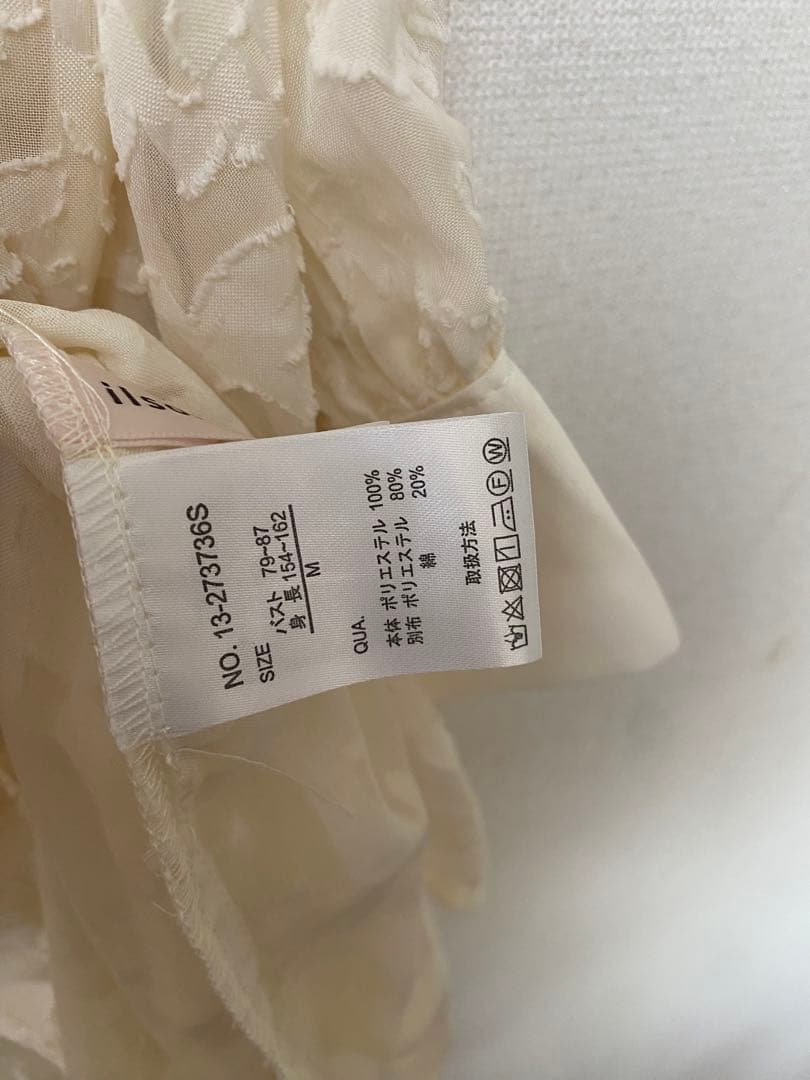 NO. 13-273736S
SIZE
バスト 79~87
身 長 154~162
M
QUA.
本体 ポリエステル 100%
別布 ポリエステル 80%
綿 20%
取扱方法
F W